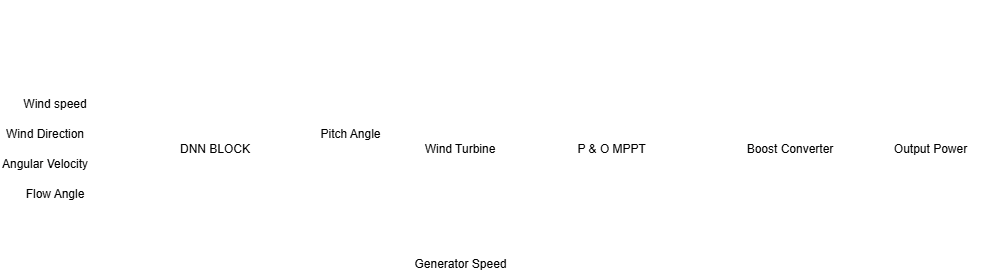 Wind speed
Wind Direction
Angular Velocity
Flow Angle
DNN BLOCK
Pitch Angle
Wind Turbine
P & O MPPT
Boost Converter
Output Power
Generator Speed